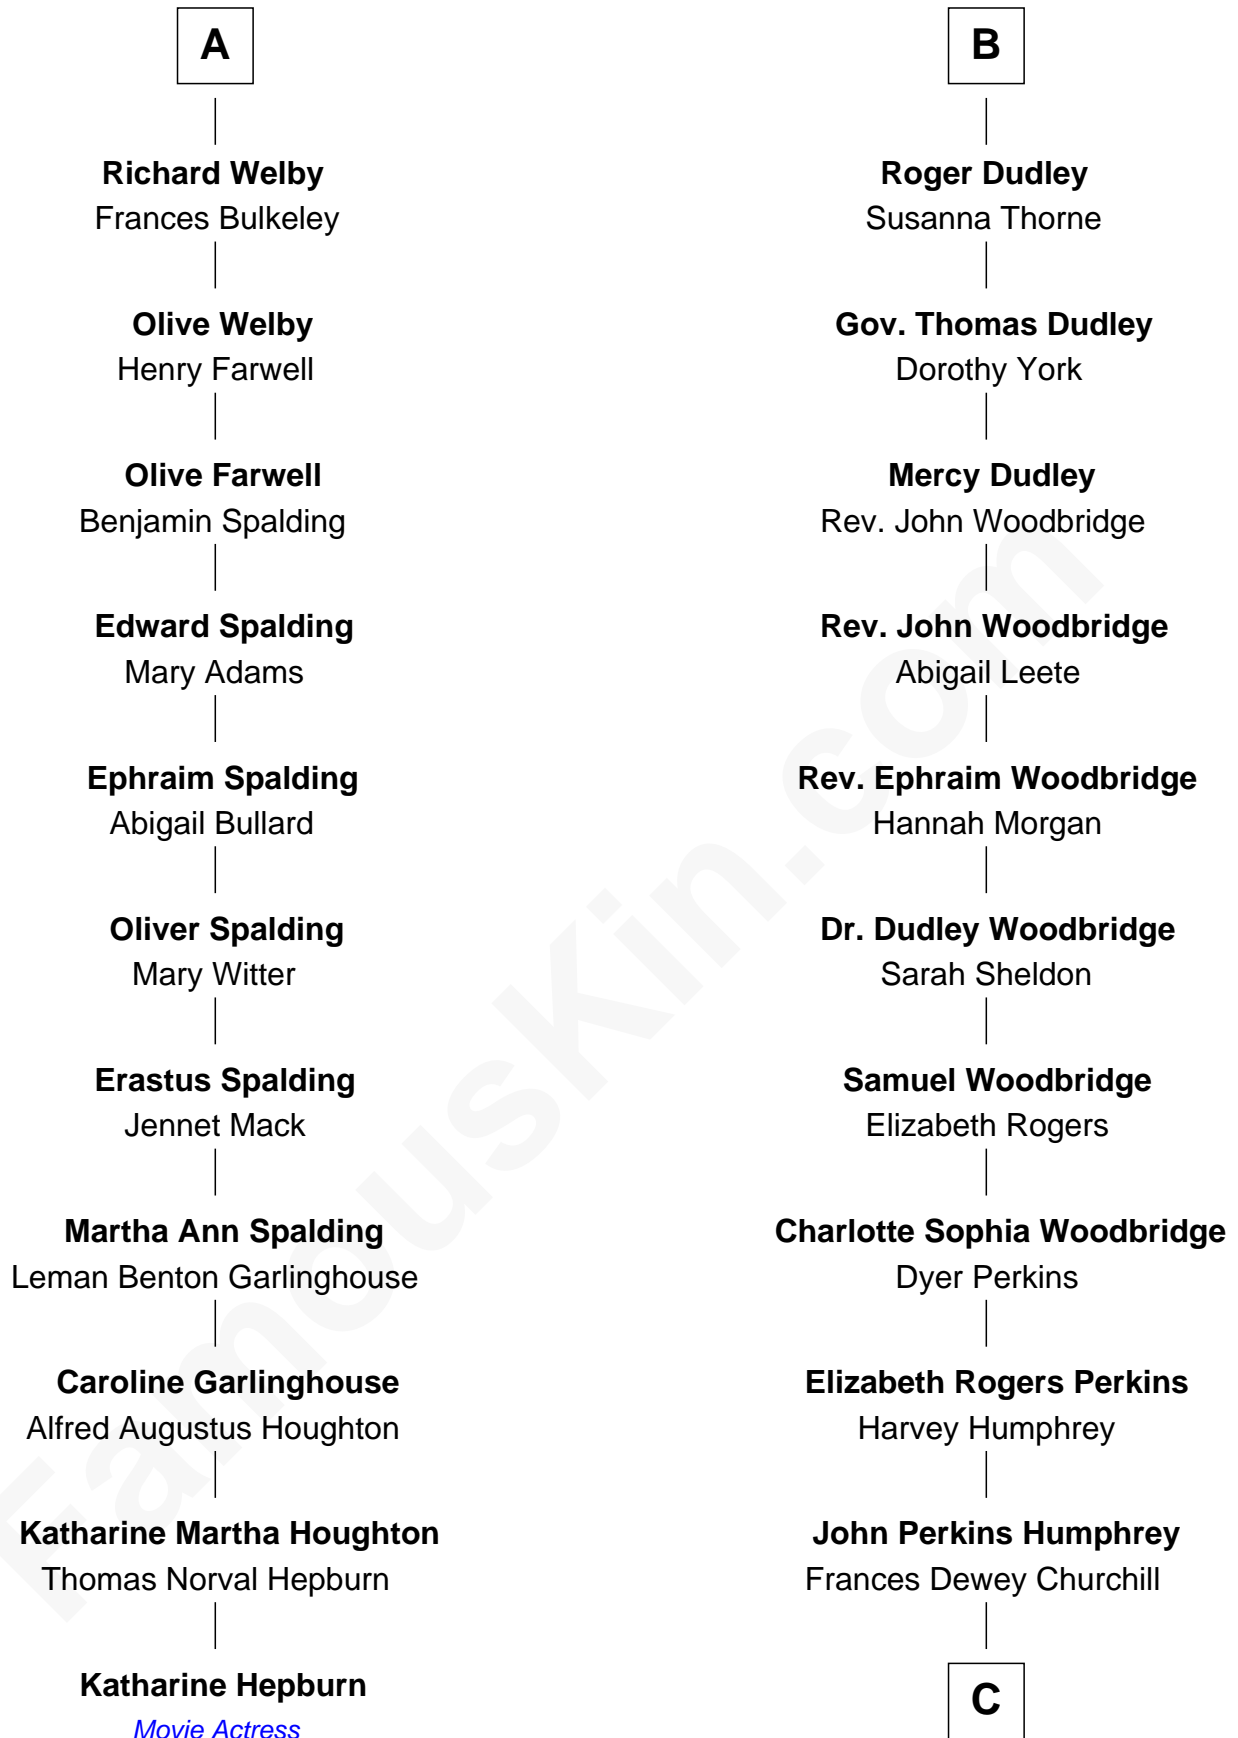 A
Richard Welby
Frances Bulkeley
Olive Welby
Henry Farwell
Olive Farwell
Benjamin Spalding
Edward Spalding
Mary Adams
Ephraim Spalding
Abigail Bullard
Oliver Spalding
Mary Witter
Erastus Spalding
Jennet Mack
Martha Ann Spalding
Leman Benton Garlinghouse
Caroline Garlinghouse
Alfred Augustus Houghton
Katharine Martha Houghton
Thomas Norval Hepburn
Katharine Hepburn
Movie Actress
B
Roger Dudley
Susanna Thorne
Gov. Thomas Dudley
Dorothy York
Mercy Dudley
Rev. John Woodbridge
Rev. John Woodbridge
Abigail Leete
Rev. Ephraim Woodbridge
Hannah Morgan
Dr. Dudley Woodbridge
Sarah Sheldon
Samuel Woodbridge
Elizabeth Rogers
Charlotte Sophia Woodbridge
Dyer Perkins
Elizabeth Rogers Perkins
Harvey Humphrey
John Perkins Humphrey
Frances Dewey Churchill
C
FamousKin.com